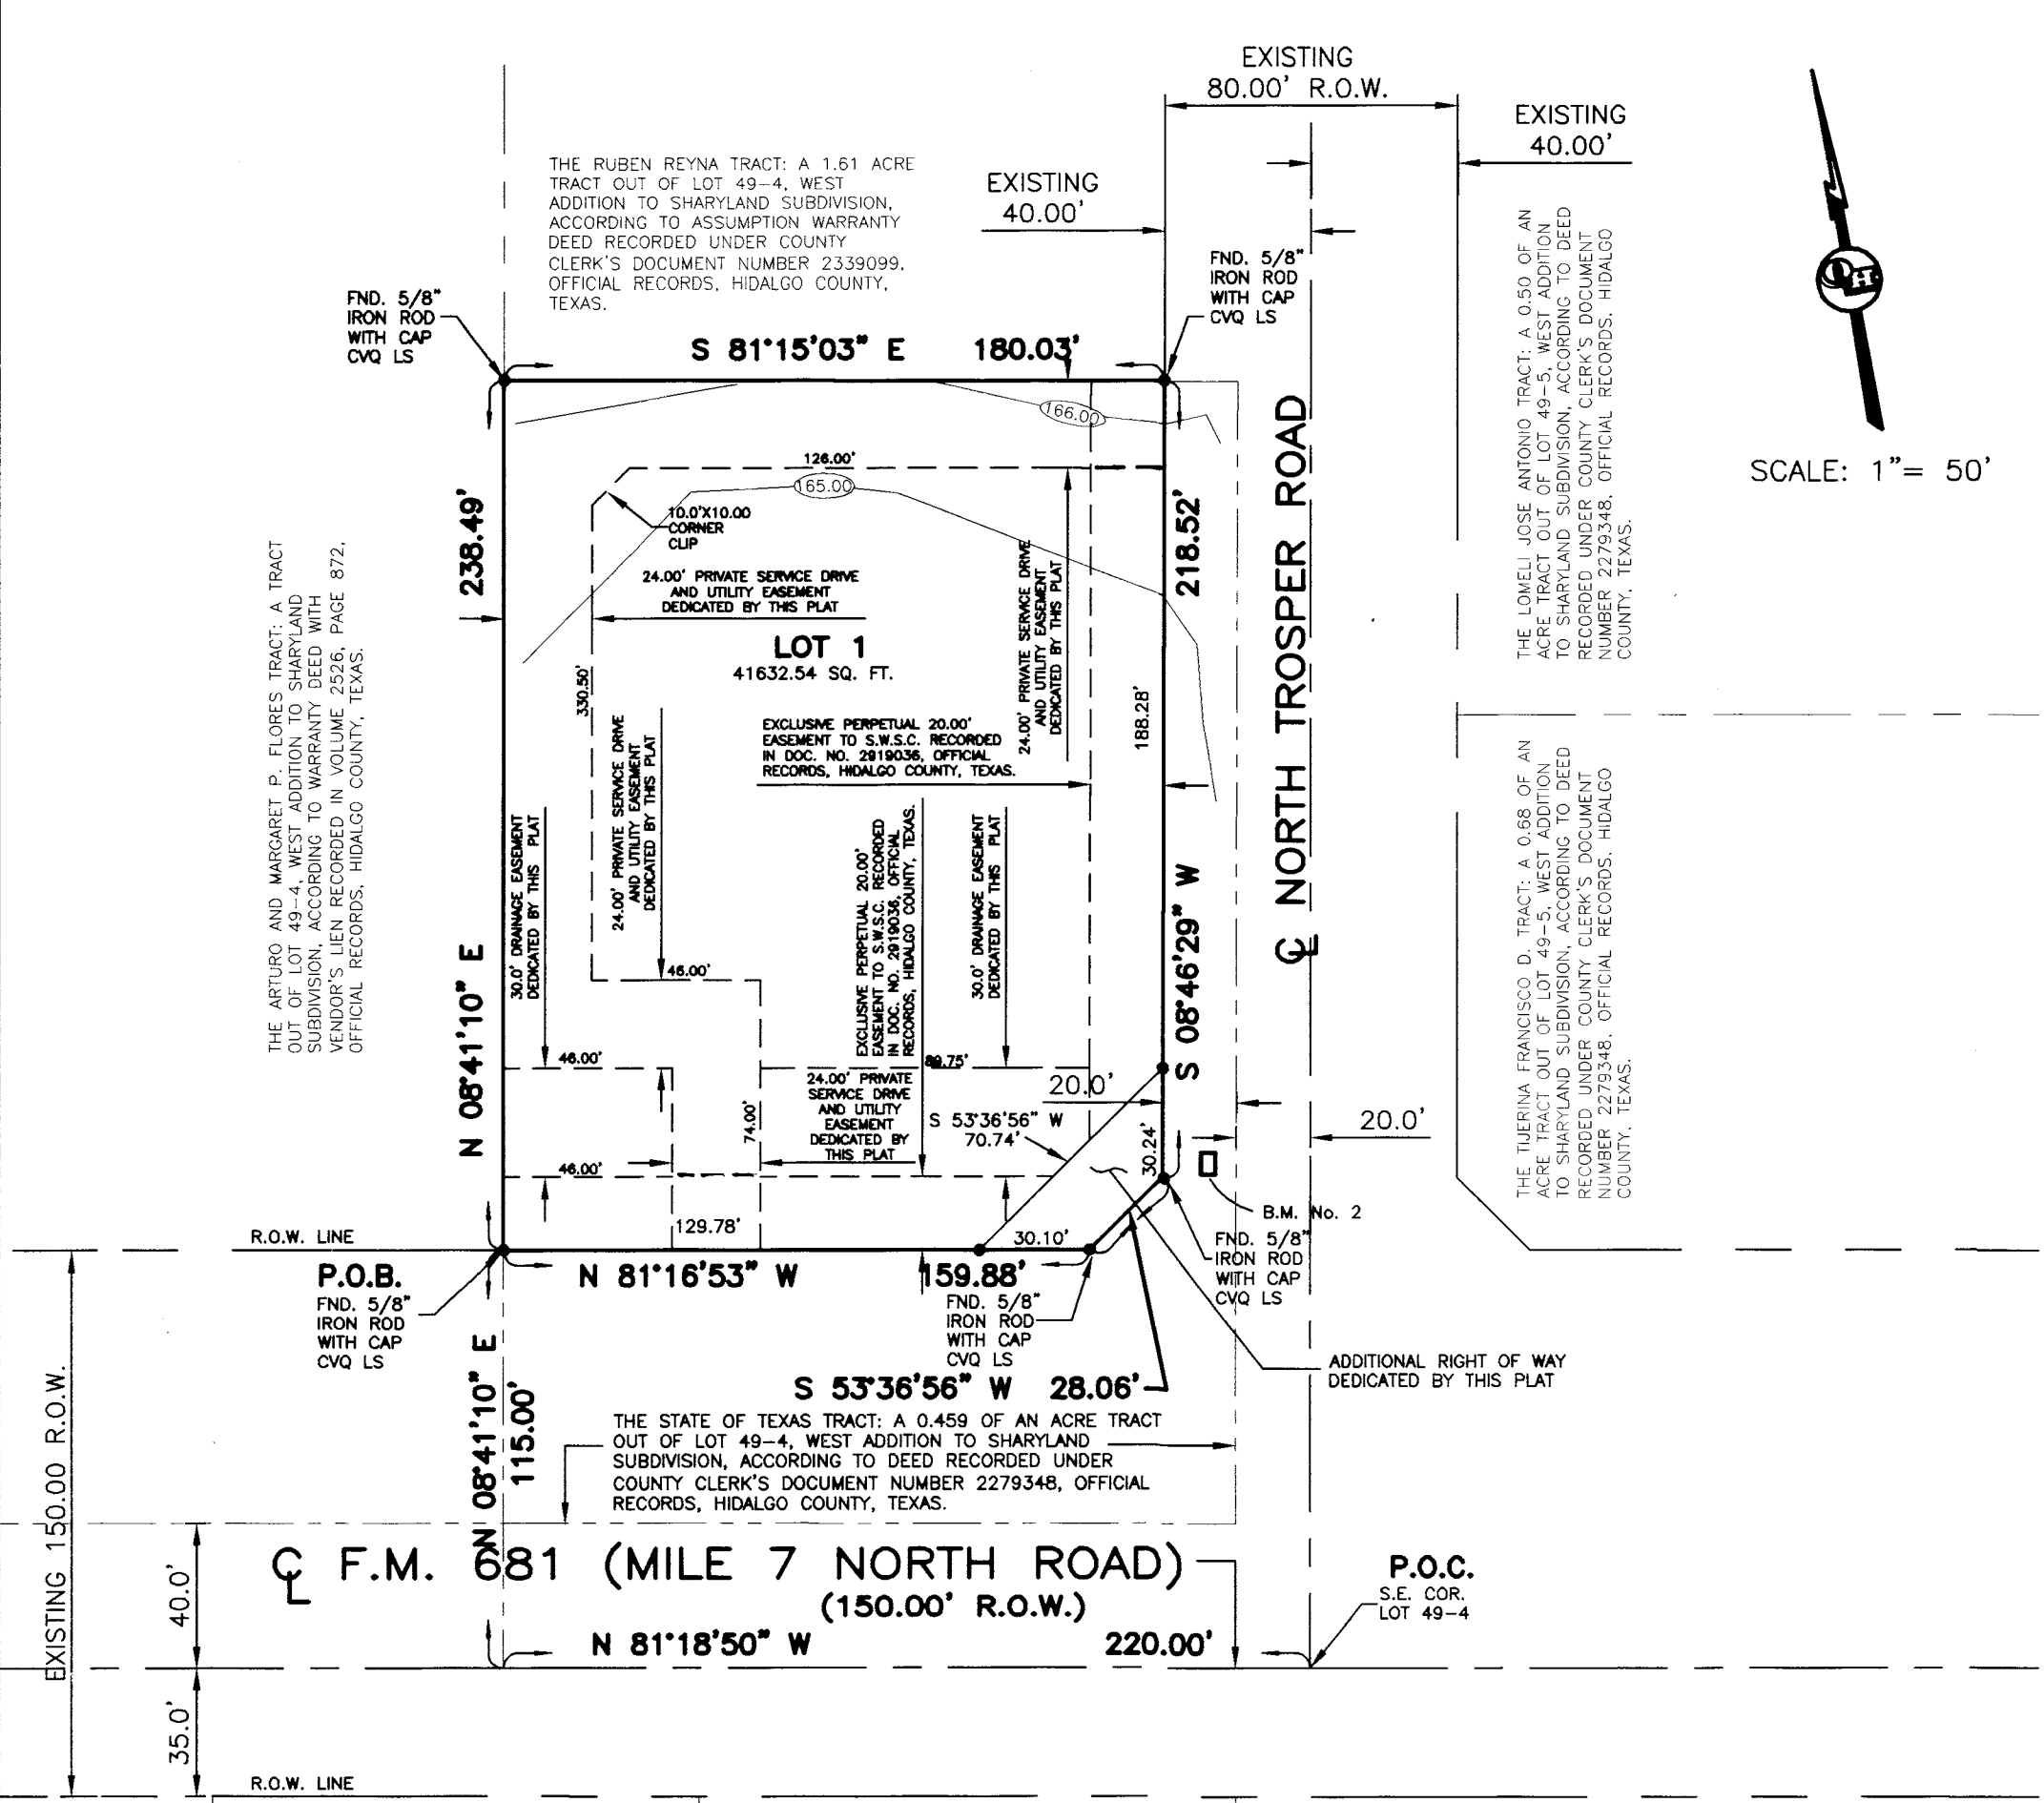 EXISTING
80.00' R.O.W.
EXISTING
40.00'
THE RUBEN REYNA TRACT: A 1.61 ACRE
TRACT OUT OF LOT 49-4, WEST
ADDITION TO SHARYLAND SUBDIVISION,
ACCORDING TO ASSUMPTION WARRANTY
DEED RECORDED UNDER COUNTY
CLERK'S DOCUMENT NUMBER 2339099,
OFFICIAL RECORDS, HIDALGO COUNTY,
TEXAS.
EXISTING
40.00'
FND. 5/8"
IRON ROD
WITH CAP
CVQ LS
FND. 5/8"
IRON ROD
WITH CAP
CVQ LS
S 81°15'03" E 180.03'
SCALE: 1"= 50'
THE LOMELI JOSE ANTONIO TRACT: A 0.50 OF AN
ACRE TRACT OUT OF LOT 49-5, WEST ADDITION
TO SHARYLAND SUBDIVISION, ACCORDING TO DEED
RECORDED UNDER COUNTY CLERK'S DOCUMENT
NUMBER 2279348, OFFICIAL RECORDS, HIDALGO
COUNTY, TEXAS.
166.00
126.00'
165.00
10.0'X10.00
CORNER
CLIP
238.49'
218.52'
24.00' PRIVATE SERVICE DRIVE
AND UTILITY EASEMENT
DEDICATED BY THIS PLAT
24.00' PRIVATE SERVICE DRIVE
AND UTILITY EASEMENT
DEDICATED BY THIS PLAT
LOT 1
41632.54 SQ. FT.
330.50'
188.28'
THE ARTURO AND MARGARET P. FLORES TRACT: A TRACT
OUT OF LOT 49-4, WEST ADDITION TO SHARYLAND
SUBDIVISION, ACCORDING TO WARRANTY DEED WITH
VENDOR'S LIEN RECORDED IN VOLUME 2526, PAGE 872,
OFFICIAL RECORDS, HIDALGO COUNTY, TEXAS.
EXCLUSIVE PERPETUAL 20.00'
EASEMENT TO S.W.S.C. RECORDED
IN DOC. NO. 2919036, OFFICIAL
RECORDS, HIDALGO COUNTY, TEXAS.
24.00' PRIVATE SERVICE DRIVE
AND UTILITY EASEMENT
DEDICATED BY THIS PLAT
30.0' DRAINAGE EASEMENT
DEDICATED BY THIS PLAT
EXCLUSIVE PERPETUAL 20.00'
EASEMENT TO S.W.S.C. RECORDED
IN DOC. NO. 2919036, OFFICIAL
RECORDS, HIDALGO COUNTY, TEXAS.
30.0' DRAINAGE EASEMENT
DEDICATED BY THIS PLAT
℄ NORTH TROSPER ROAD
THE TIJERINA FRANCISCO D. TRACT: A 0.68 OF AN
ACRE TRACT OUT OF LOT 49-5, WEST ADDITION
TO SHARYLAND SUBDIVISION, ACCORDING TO DEED
RECORDED UNDER COUNTY CLERK'S DOCUMENT
NUMBER 2279348, OFFICIAL RECORDS, HIDALGO
COUNTY, TEXAS.
N 08°41'10" E
S 08°46'29" W
46.00'
46.00'
89.75'
24.00' PRIVATE
SERVICE DRIVE
AND UTILITY
EASEMENT
DEDICATED BY
THIS PLAT
74.00'
20.0'
S 53°36'56" W
70.74'
20.0'
30.24'
46.00'
129.78'
30.10'
B.M. No. 2
R.O.W. LINE
P.O.B.
FND. 5/8"
IRON ROD
WITH CAP
CVQ LS
N 81°16'53" W 159.88'
FND. 5/8"
IRON ROD
WITH CAP
CVQ LS
FND. 5/8"
IRON ROD
WITH CAP
CVQ LS
ADDITIONAL RIGHT OF WAY
DEDICATED BY THIS PLAT
S 53°36'56" W 28.06'
N 08°41'10" E
115.00'
THE STATE OF TEXAS TRACT: A 0.459 OF AN ACRE TRACT
OUT OF LOT 49-4, WEST ADDITION TO SHARYLAND
SUBDIVISION, ACCORDING TO DEED RECORDED UNDER
COUNTY CLERK'S DOCUMENT NUMBER 2279348, OFFICIAL
RECORDS, HIDALGO COUNTY, TEXAS.
EXISTING 150.00 R.O.W.
40.0'
℄ F.M. 681 (MILE 7 NORTH ROAD)
(150.00' R.O.W.)
P.O.C.
S.E. COR.
LOT 49-4
N 81°18'50" W 220.00'
35.0'
R.O.W. LINE